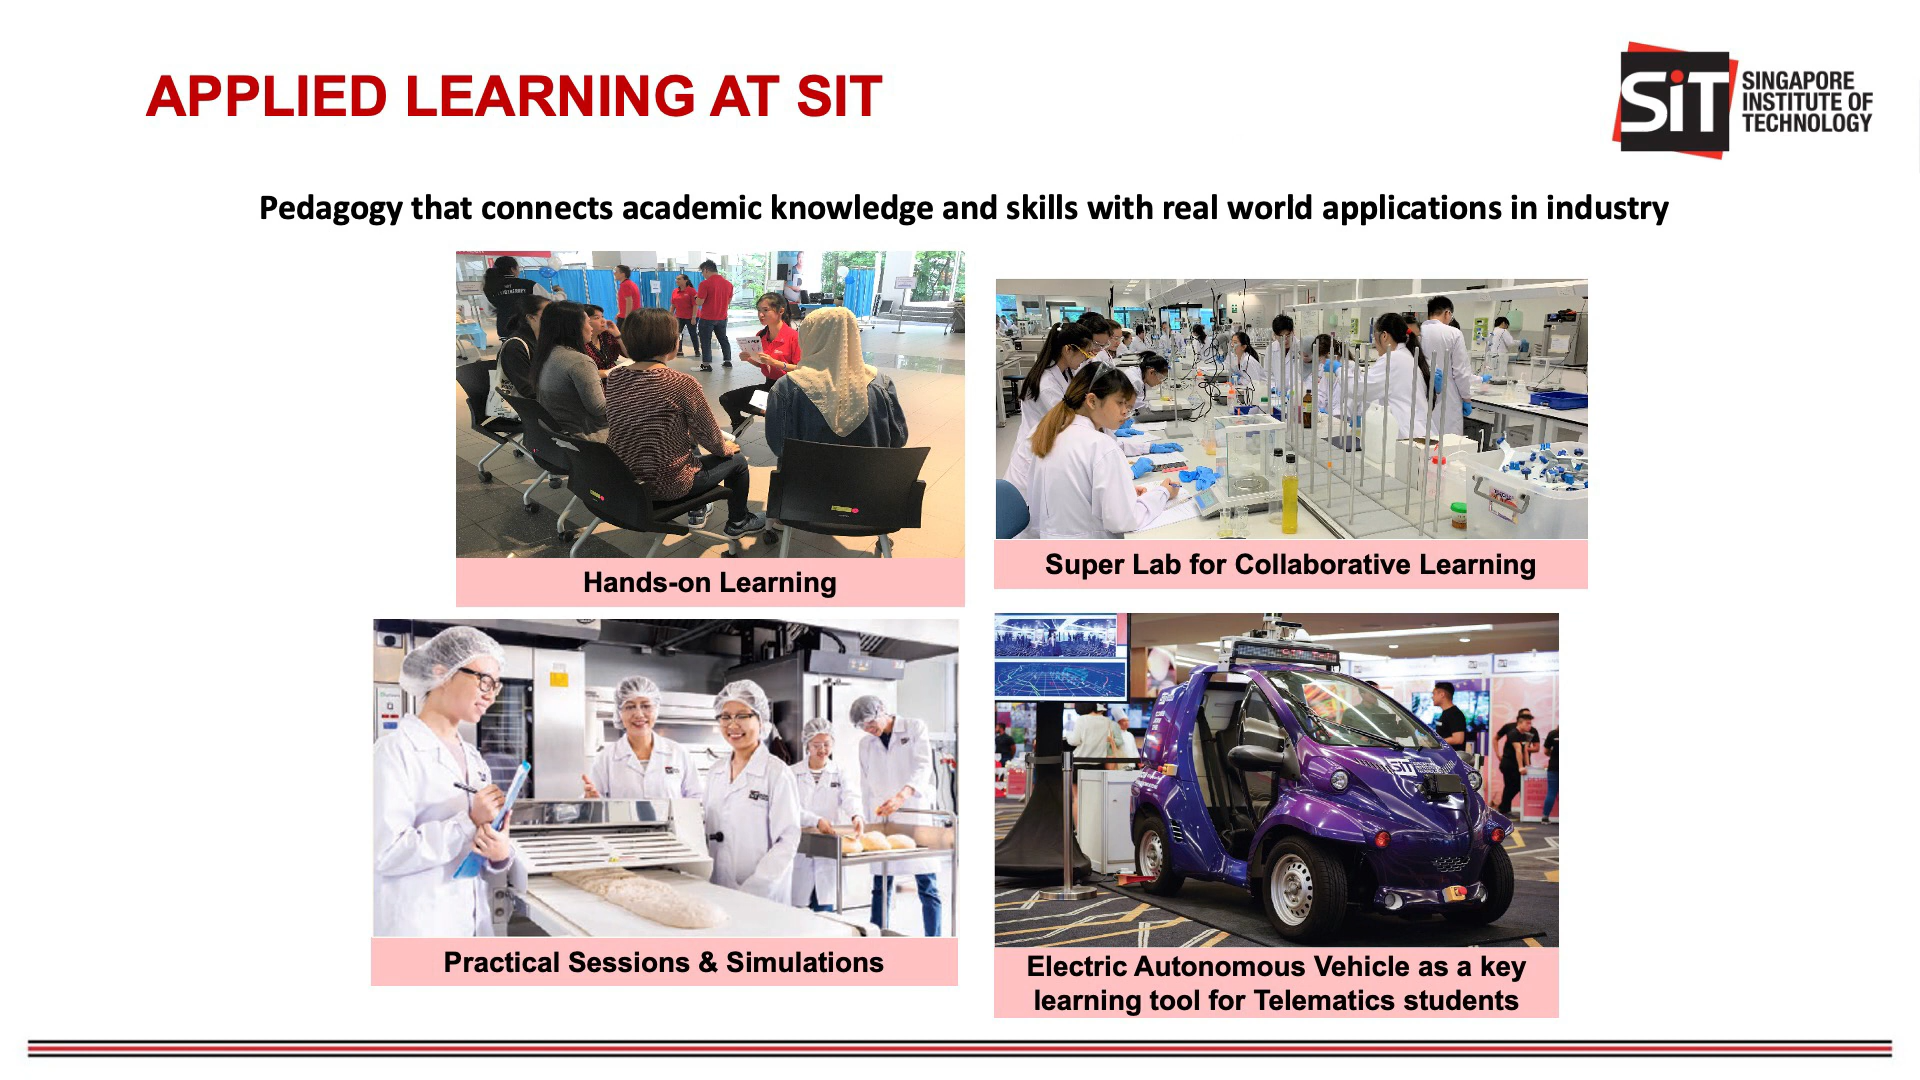 APPLIED LEARNING AT SIT
SiT
SINGAPORE
INSTITUTE OF
TECHNOLOGY
Pedagogy that connects academic knowledge and skills with real world applications in industry
Hands-on Learning
Super Lab for Collaborative Learning
SiT
Practical Sessions & Simulations
Electric Autonomous Vehicle as a key
learning tool for Telematics students